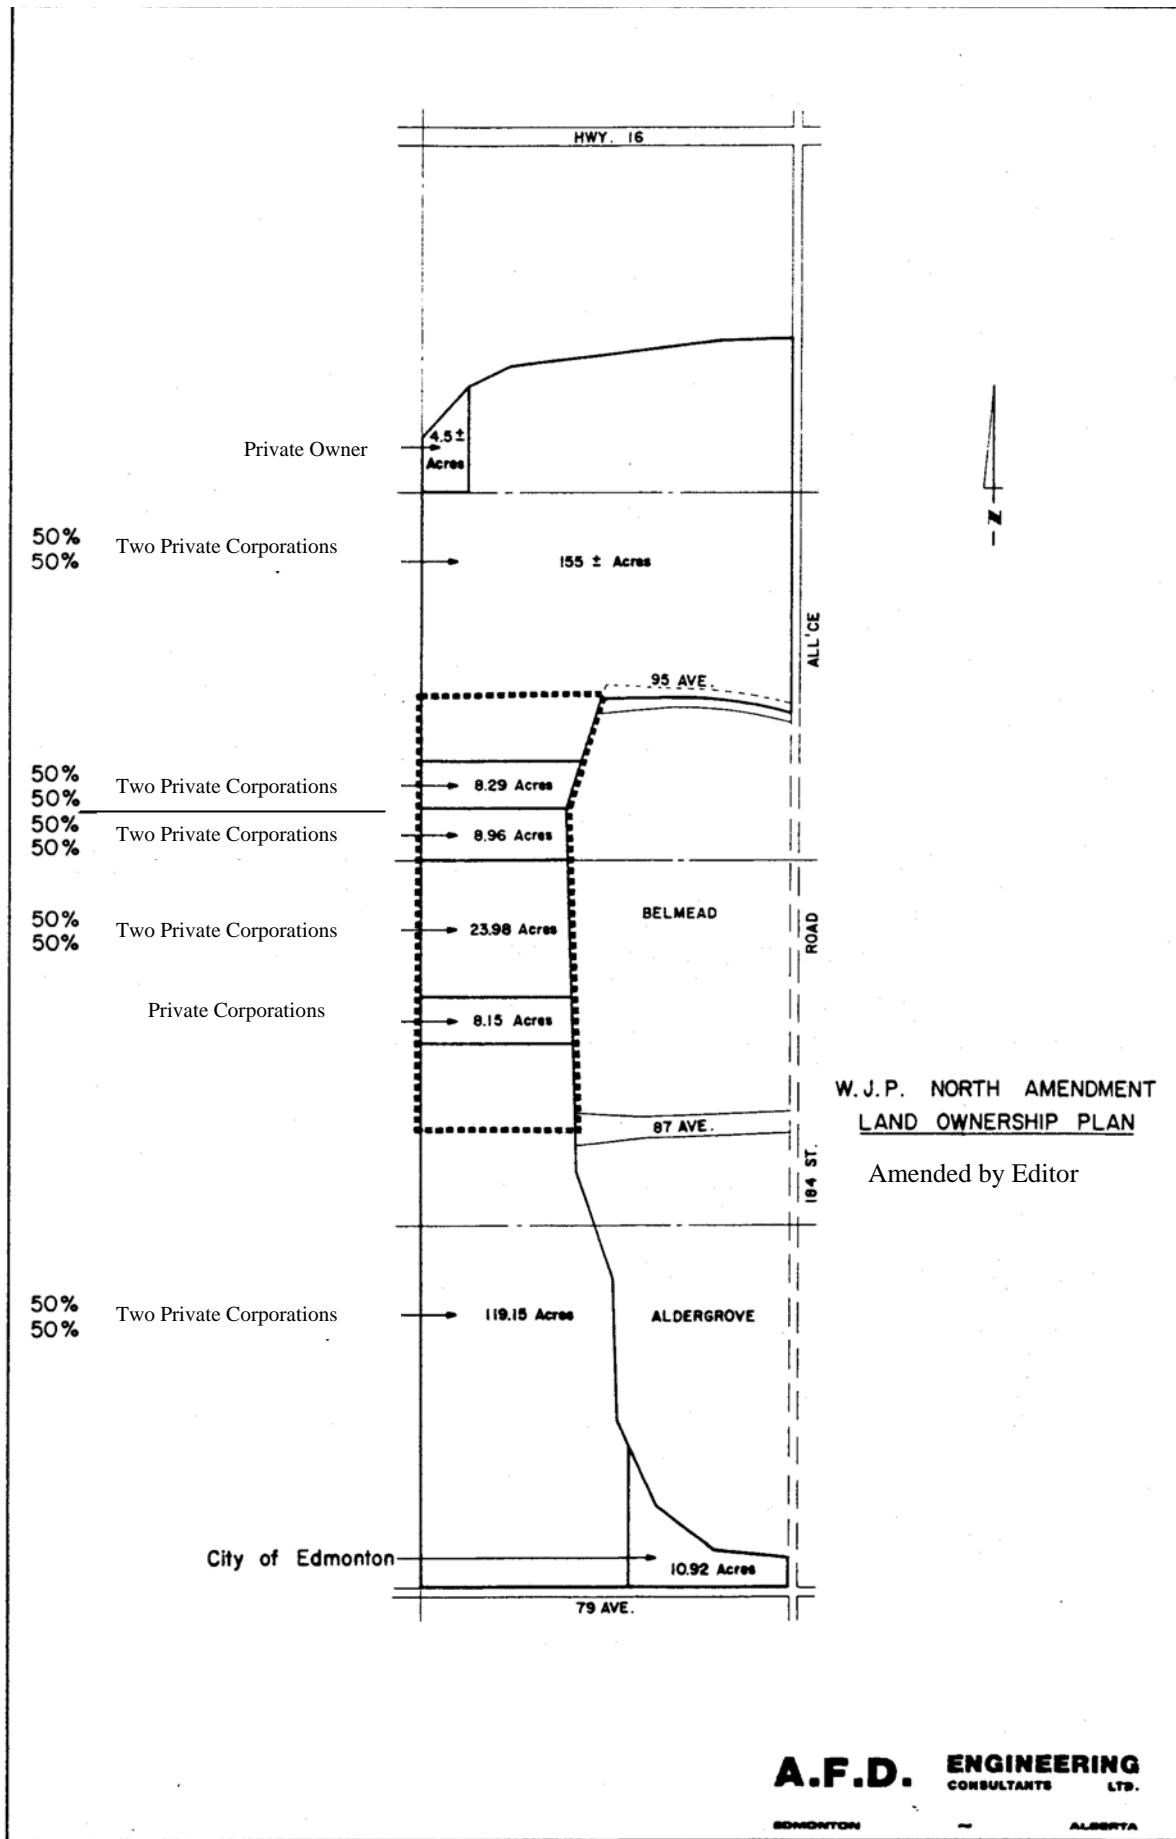 HWY. 16
4.5 ±
Private Owner
Acres
50%
Two Private Corporations
50%
155 ± Acres
ALL'CE
95 AVE.
50%
Two Private Corporations
8.29 Acres
50%
50%
Two Private Corporations
8.96 Acres
50%
BELMEAD
50%
Two Private Corporations
23.98 Acres
50%
ROAD
Private Corporations
8.15 Acres
W.J.P. NORTH AMENDMENT
LAND OWNERSHIP PLAN
87 AVE.
184 ST.
Amended by Editor
50%
Two Private Corporations
119.15 Acres
ALDERGROVE
50%
City of Edmonton
10.92 Acres
79 AVE.
-N-
A.F.D. ENGINEERING
CONSULTANTS LTD.
EDMONTON ~ ALBERTA